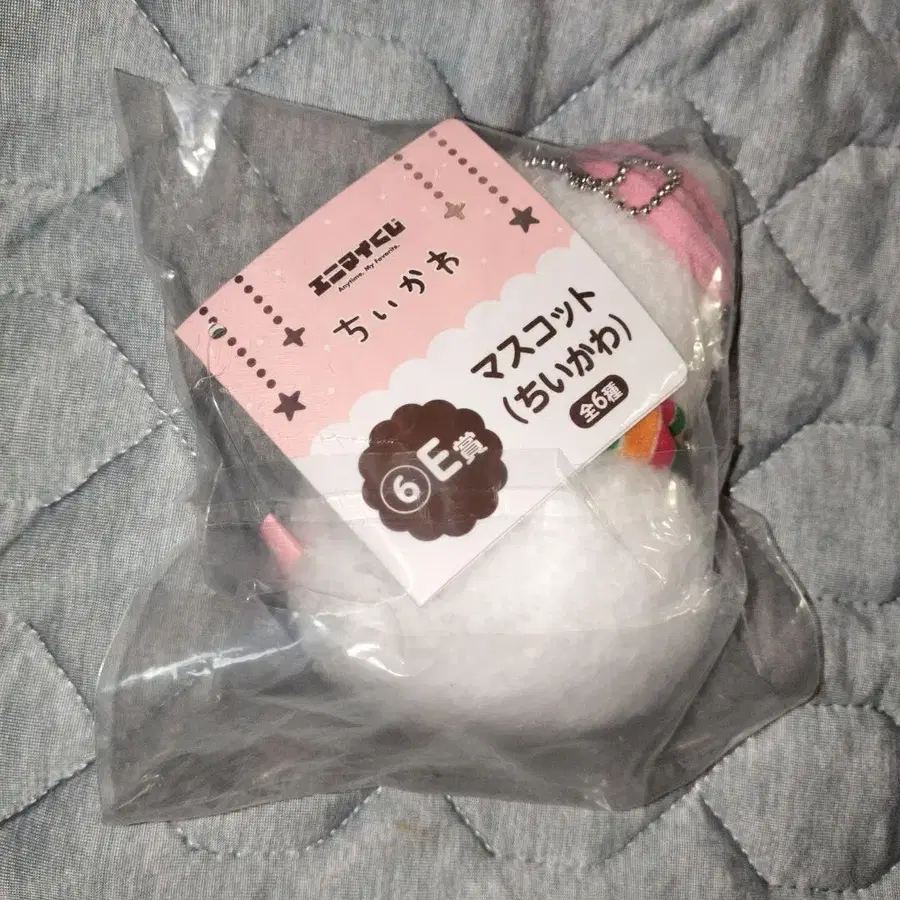 エニマイくじ
Anytime, My Favorite.
ちいかわ
マスコット
(ちいかわ)
全6種
⑥E賞